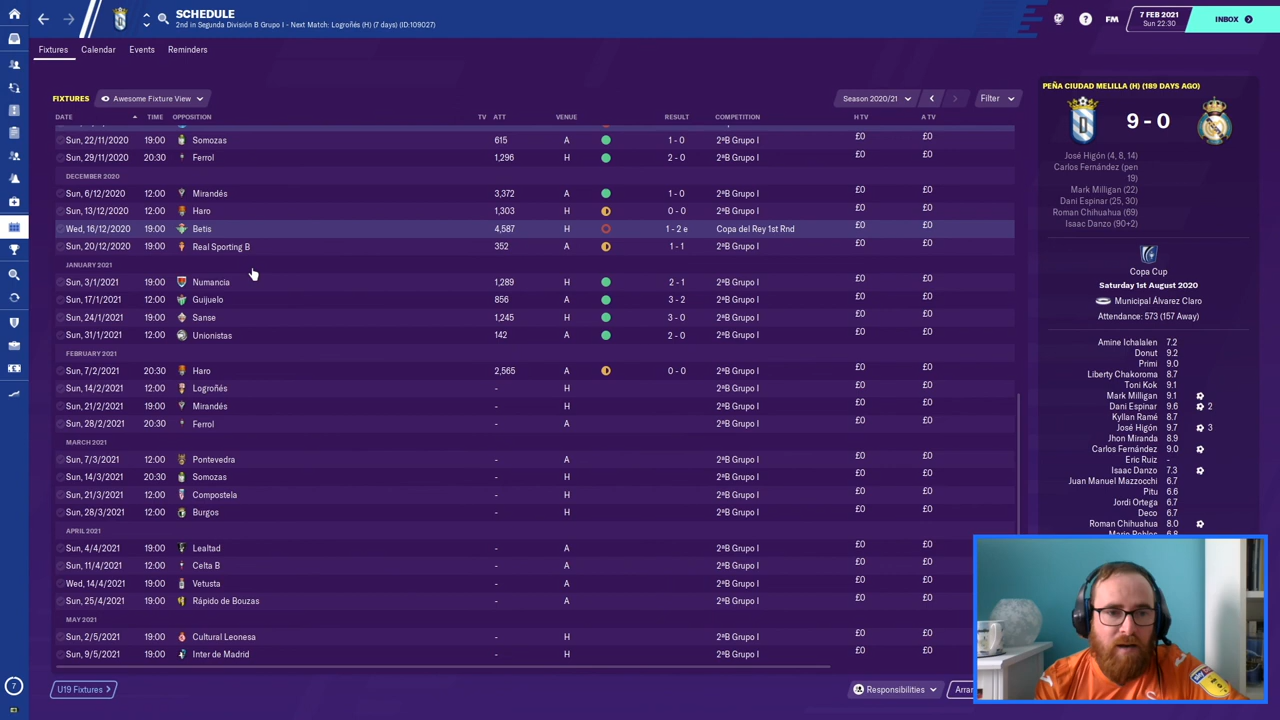 SCHEDULE
2nd in Segunda División B Grupo I - Next Match: Logroñés (H) (7 days) (ID:109027)
FM
7 FEB 2021
Sun 22:30
INBOX
Fixtures Calendar Events Reminders
FIXTURES Awesome Fixture View Season 2020/21 Filter
DATE TIME OPPOSITION TV ATT VENUE RESULT COMPETITION H TV A TV
Sun, 22/11/2020 19:00 Somozas 615 A 1 - 0 2ªB Grupo I £0 £0
Sun, 29/11/2020 20:30 Ferrol 1,296 H 2 - 0 2ªB Grupo I £0 £0
DECEMBER 2020
Sun, 6/12/2020 12:00 Mirandés 3,372 A 1 - 0 2ªB Grupo I £0 £0
Sun, 13/12/2020 12:00 Haro 1,303 H 0 - 0 2ªB Grupo I £0 £0
Wed, 16/12/2020 19:00 Betis 4,587 H 1 - 2 e Copa del Rey 1st Rnd £0 £0
Sun, 20/12/2020 19:00 Real Sporting B 352 A 1 - 1 2ªB Grupo I £0 £0
JANUARY 2021
Sun, 3/1/2021 19:00 Numancia 1,289 H 2 - 1 2ªB Grupo I £0 £0
Sun, 17/1/2021 12:00 Guijuelo 856 A 3 - 2 2ªB Grupo I £0 £0
Sun, 24/1/2021 19:00 Sanse 1,245 H 3 - 0 2ªB Grupo I £0 £0
Sun, 31/1/2021 12:00 Unionistas 142 A 2 - 0 2ªB Grupo I £0 £0
FEBRUARY 2021
Sun, 7/2/2021 20:30 Haro 2,565 A 0 - 0 2ªB Grupo I £0 £0
Sun, 14/2/2021 12:00 Logroñés - H 2ªB Grupo I £0 £0
Sun, 21/2/2021 19:00 Mirandés - H 2ªB Grupo I £0 £0
Sun, 28/2/2021 20:30 Ferrol - A 2ªB Grupo I £0 £0
MARCH 2021
Sun, 7/3/2021 12:00 Pontevedra - A 2ªB Grupo I £0 £0
Sun, 14/3/2021 20:30 Somozas - H 2ªB Grupo I £0 £0
Sun, 21/3/2021 12:00 Compostela - H 2ªB Grupo I £0 £0
Sun, 28/3/2021 12:00 Burgos - H 2ªB Grupo I £0 £0
APRIL 2021
Sun, 4/4/2021 19:00 Lealtad - A 2ªB Grupo I £0 £0
Sun, 11/4/2021 12:00 Celta B - A 2ªB Grupo I £0 £0
Wed, 14/4/2021 19:00 Vetusta - A 2ªB Grupo I £0 £0
Sun, 25/4/2021 19:00 Rápido de Bouzas - A 2ªB Grupo I £0 £0
MAY 2021
Sun, 2/5/2021 19:00 Cultural Leonesa - H 2ªB Grupo I £0 £0
Sun, 9/5/2021 19:00 Inter de Madrid - H 2ªB Grupo I £0 £0
U19 Fixtures Responsibilities
PEÑA CIUDAD MELILLA (H) (189 DAYS AGO)
9 - 0
José Higón (4, 8, 14)
Carlos Fernández (pen
19)
Mark Milligan (22)
Dani Espinar (25, 30)
Roman Chihuahua (69)
Isaac Danzo (90+2)
Copa Cup
Saturday 1st August 2020
Municipal Álvarez Claro
Attendance: 573 (157 Away)
Amine Ichalalen 7.2
Donut 9.2
Primi 9.0
Liberty Chakoroma 8.7
Toni Kok 9.1
Mark Milligan 9.1
Dani Espinar 9.6 2
Kyllan Ramé 8.7
José Higón 9.7 3
Jhon Miranda 8.9
Carlos Fernández 9.0
Eric Ruiz -
Isaac Danzo 7.3
Juan Manuel Mazzocchi 6.7
Pitu 6.6
Jordi Ortega 6.7
Deco 6.7
Roman Chihuahua 8.0
7